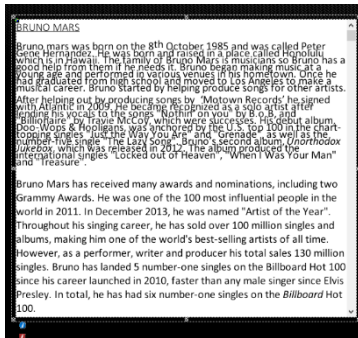 BRUNO MARS
Bruno mars was born on the 8th October 1985 and was called Peter
Gene Hernandez. He was born and raised in a place called Honolulu
which is in Hawaii. The family of Bruno Mars is musicians so Bruno has a
good help from them if he needs it. Bruno began making music at a
young age and performed in various venues in his hometown. Once he
had graduated from high school and moved to Los Angeles to make a
musical career. Bruno started by helping produce songs for other artists.
After helping out by producing songs by "Motown Records' he signed
with Atlantic in 2009. He became recognized as a solo artist after
lending his vocals to the songs "Nothin' on you" by B.o.B, and
"Billionaire" by Travie McCoy, which were successes. His debut album,
Doo-Wops & Hooligans, was anchored by the U.S. top 100 in the chart-
topping singles "Just the Way You Are" and "Grenade", as well as the
number-five single "The Lazy Song". Bruno's second album, Unorthodox
Jukebox, which was released in 2012. The album produced the
international singles "Locked out of Heaven", "When I Was Your Man"
and "Treasure".
Bruno Mars has received many awards and nominations, including two
Grammy Awards. He was one of the 100 most influential people in the
world in 2011. In December 2013, he was named "Artist of the Year".
Throughout his singing career, he has sold over 100 million singles and
albums, making him one of the world's best-selling artists of all time.
However, as a performer, writer and producer his total sales 130 million
singles. Bruno has landed 5 number-one singles on the Billboard Hot 100
since his career launched in 2010, faster than any male singer since Elvis
Presley. In total, he has had six number-one singles on the Billboard Hot
100.